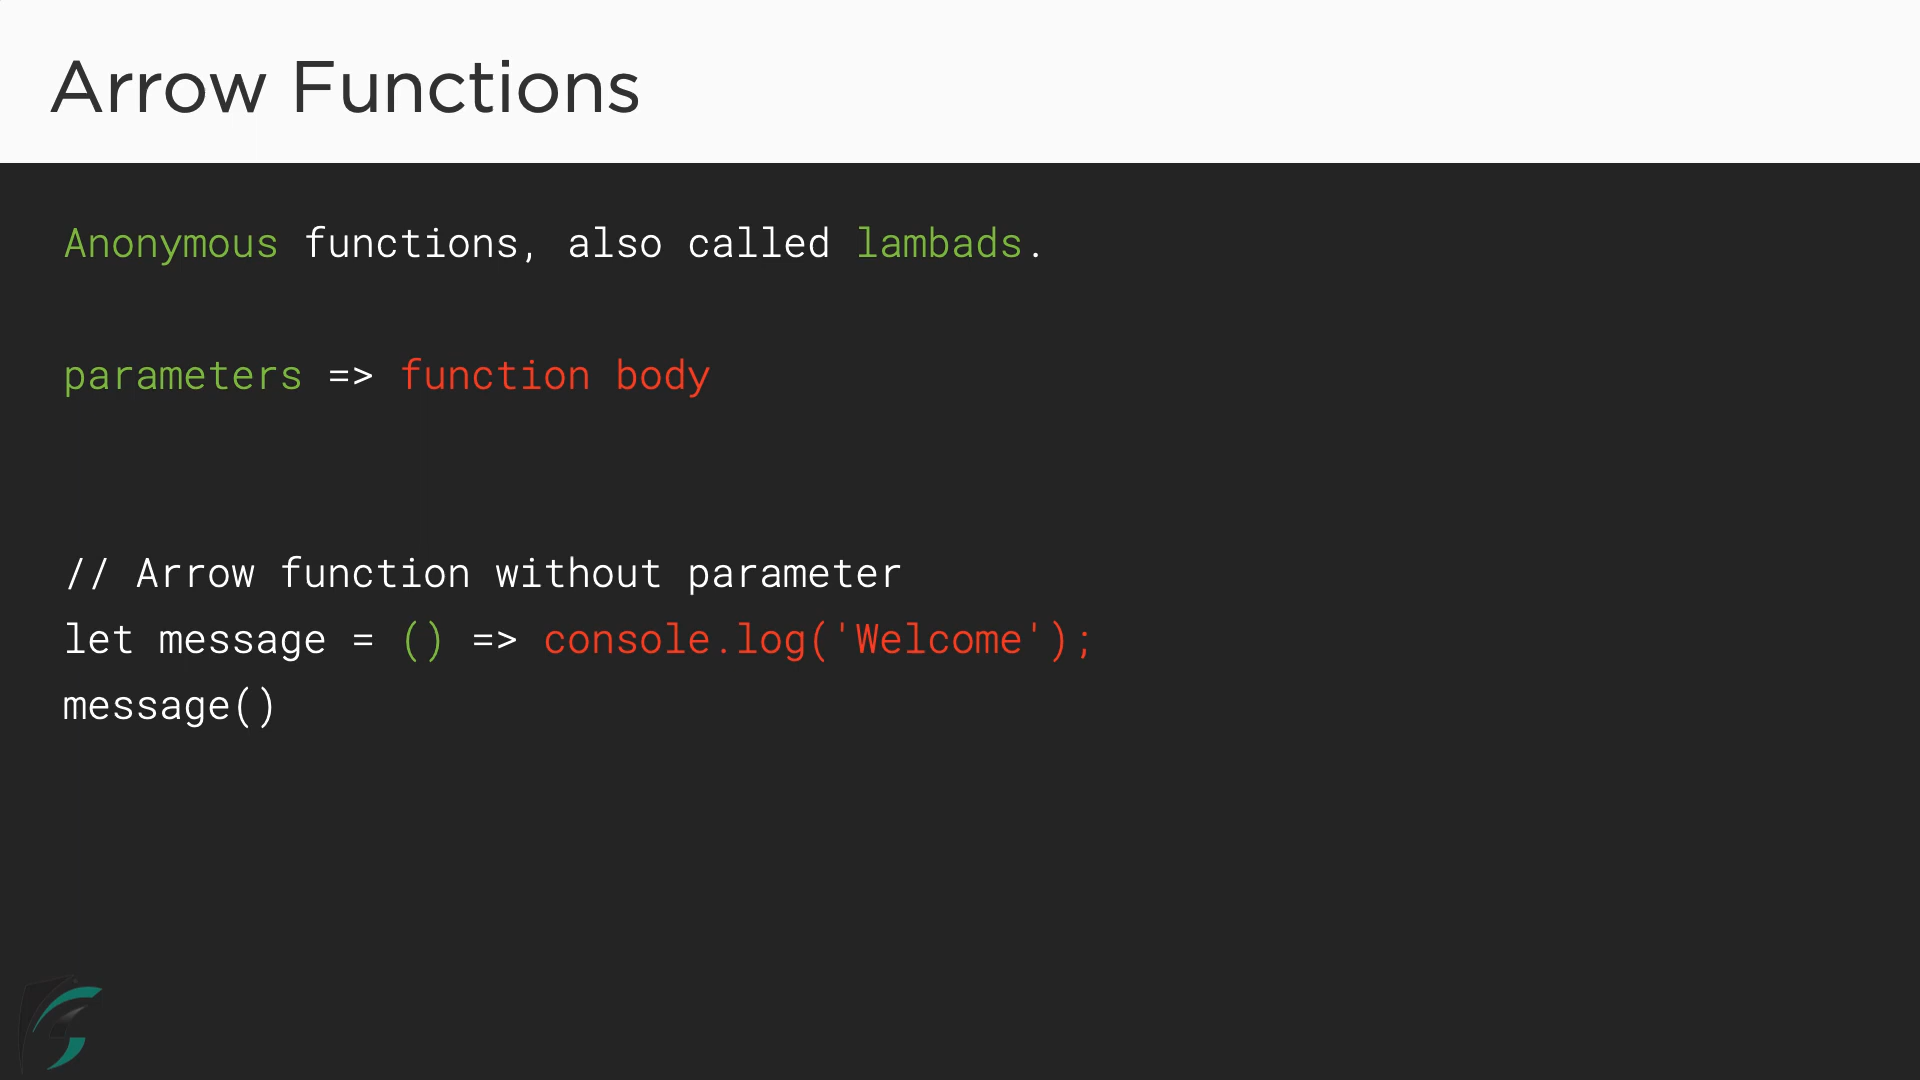 Arrow Functions
Anonymous functions, also called lambads.
parameters => function body
// Arrow function without parameter
let message = () => console.log('Welcome');
message()